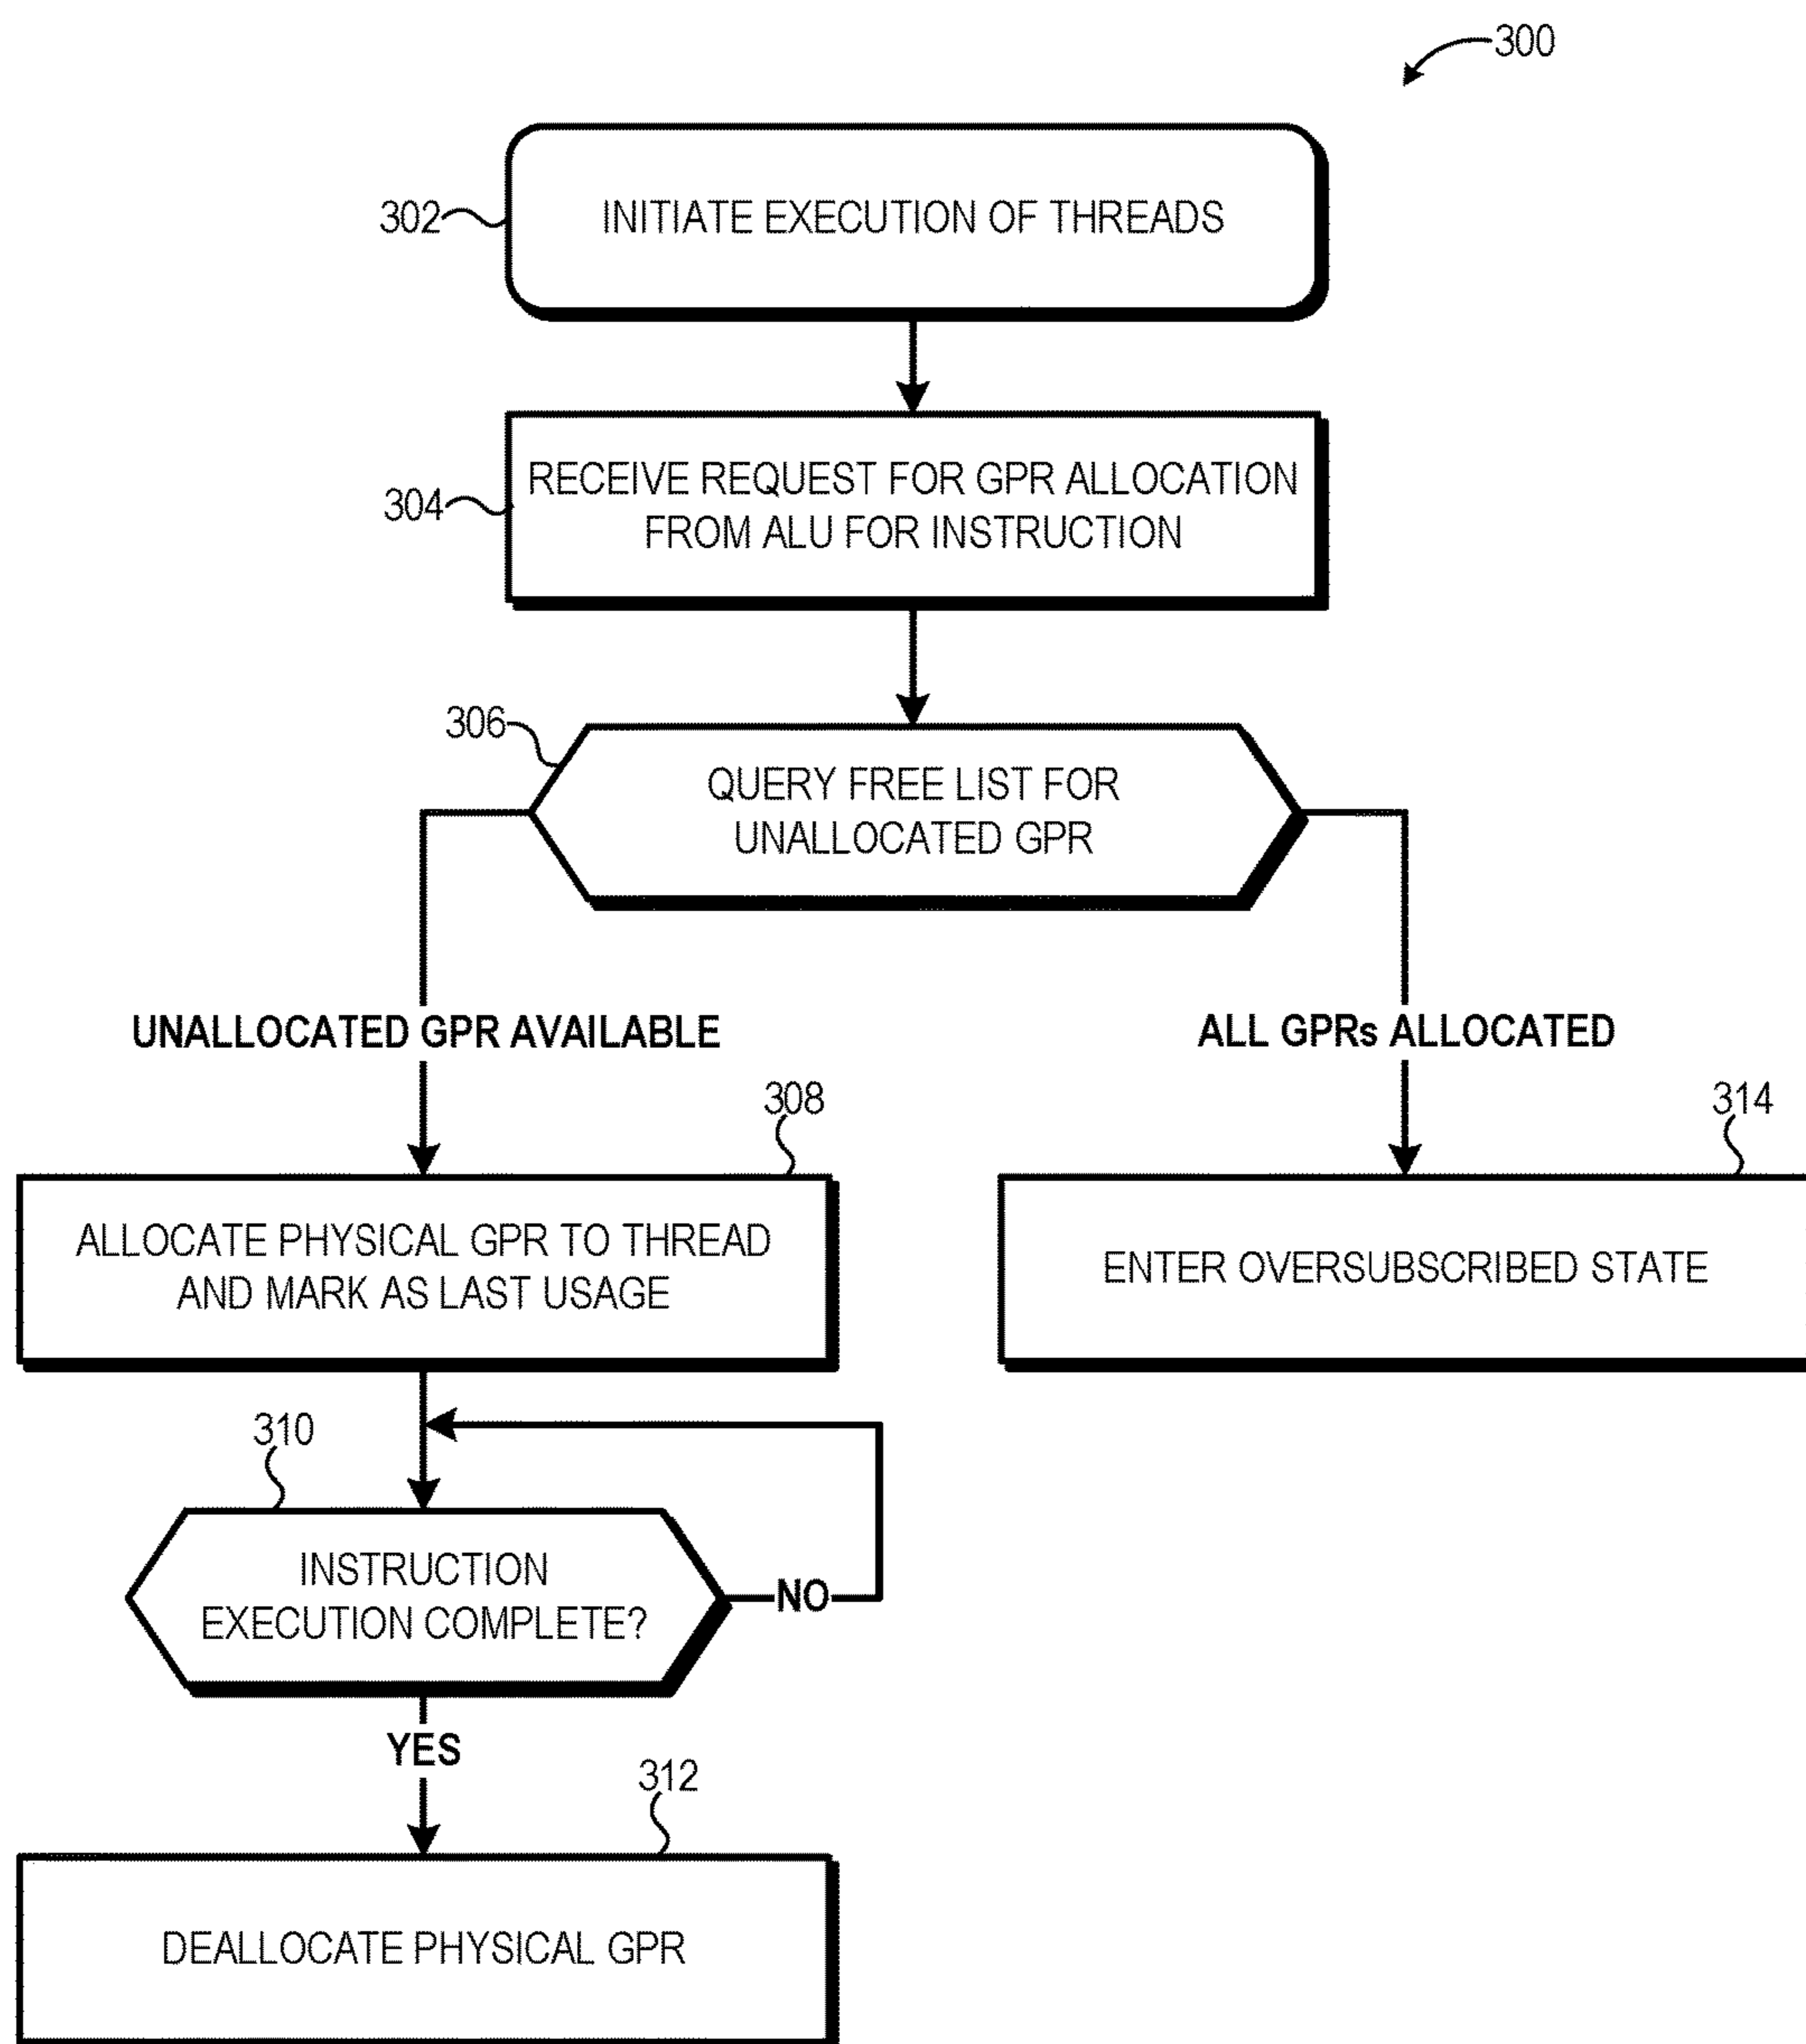 300
302
INITIATE EXECUTION OF THREADS
304
RECEIVE REQUEST FOR GPR ALLOCATION
FROM ALU FOR INSTRUCTION
306
QUERY FREE LIST FOR
UNALLOCATED GPR
UNALLOCATED GPR AVAILABLE
ALL GPRs ALLOCATED
308
314
ALLOCATE PHYSICAL GPR TO THREAD
AND MARK AS LAST USAGE
ENTER OVERSUBSCRIBED STATE
310
INSTRUCTION
EXECUTION COMPLETE?
NO
YES
312
DEALLOCATE PHYSICAL GPR